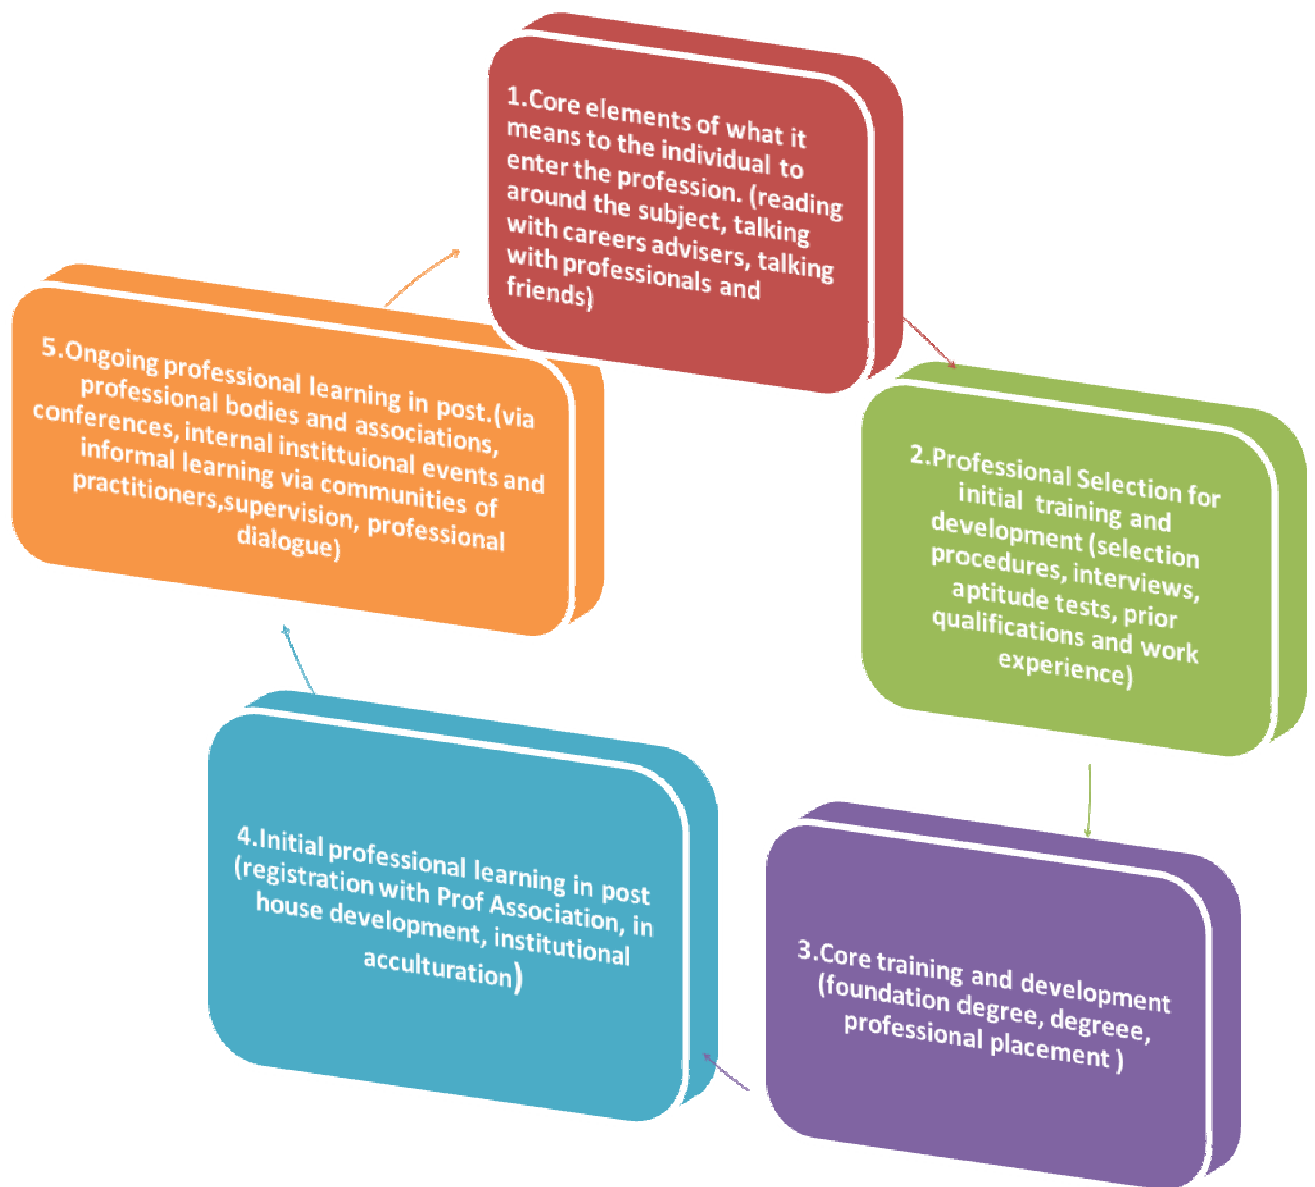 1.Core elements of what it
means to the individual to
enter the profession. (reading
around the subject, talking
with careers advisers, talking
with professionals and
friends)
2.Professional Selection for
initial training and
development (selection
procedures, interviews,
aptitude tests, prior
qualifications and work
experience)
3.Core training and development
(foundation degree, degreee,
professional placement )
4.Initial professional learning in post
(registration with Prof Association, in
house development, institutional
acculturation)
5.Ongoing professional learning in post.(via
professional bodies and associations,
conferences, internal instittuional events and
informal learning via communities of
practitioners,supervision, professional
dialogue)